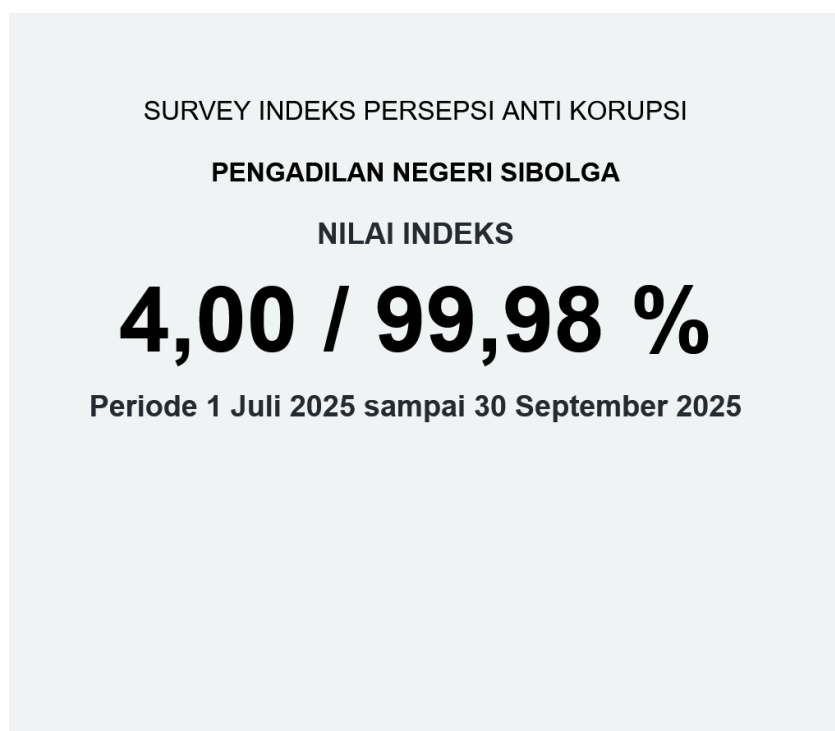 SURVEY INDEKS PERSEPSI ANTI KORUPSI
PENGADILAN NEGERI SIBOLGA
NILAI INDEKS
4,00 / 99,98 %
Periode 1 Juli 2025 sampai 30 September 2025